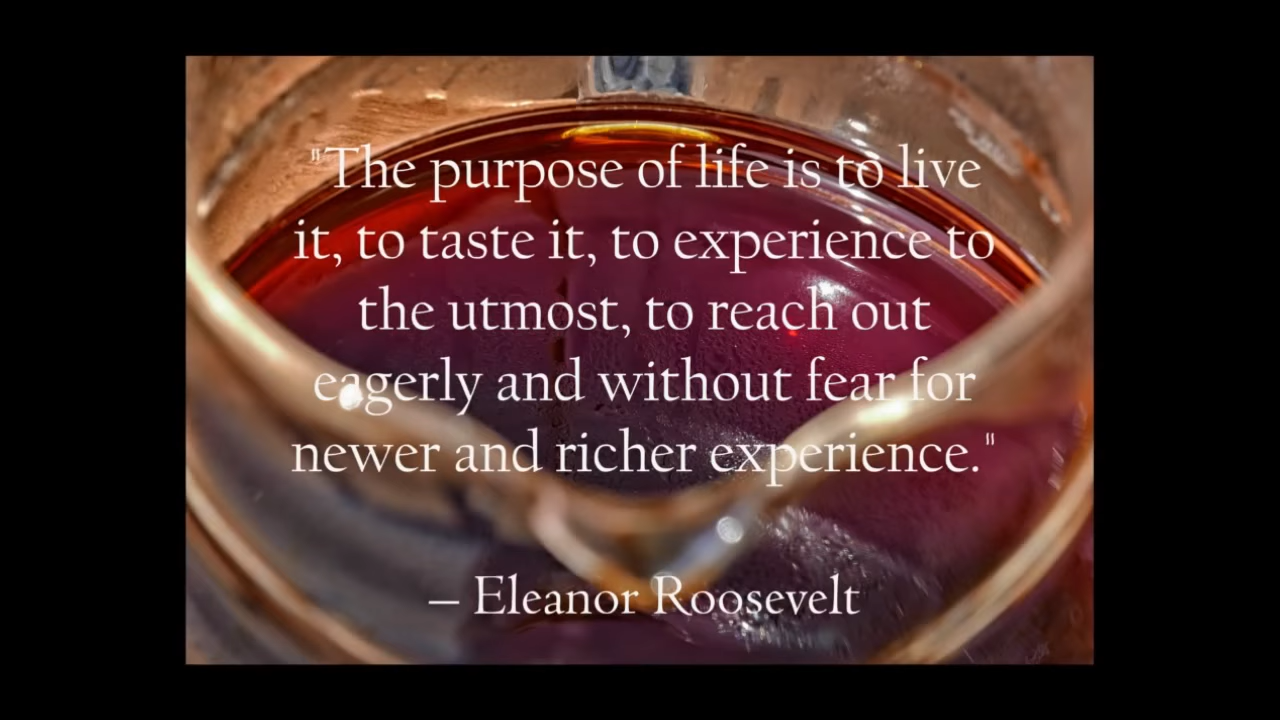 "The purpose of life is to live
it, to taste it, to experience to
the utmost, to reach out
eagerly and without fear for
newer and richer experience."
– Eleanor Roosevelt